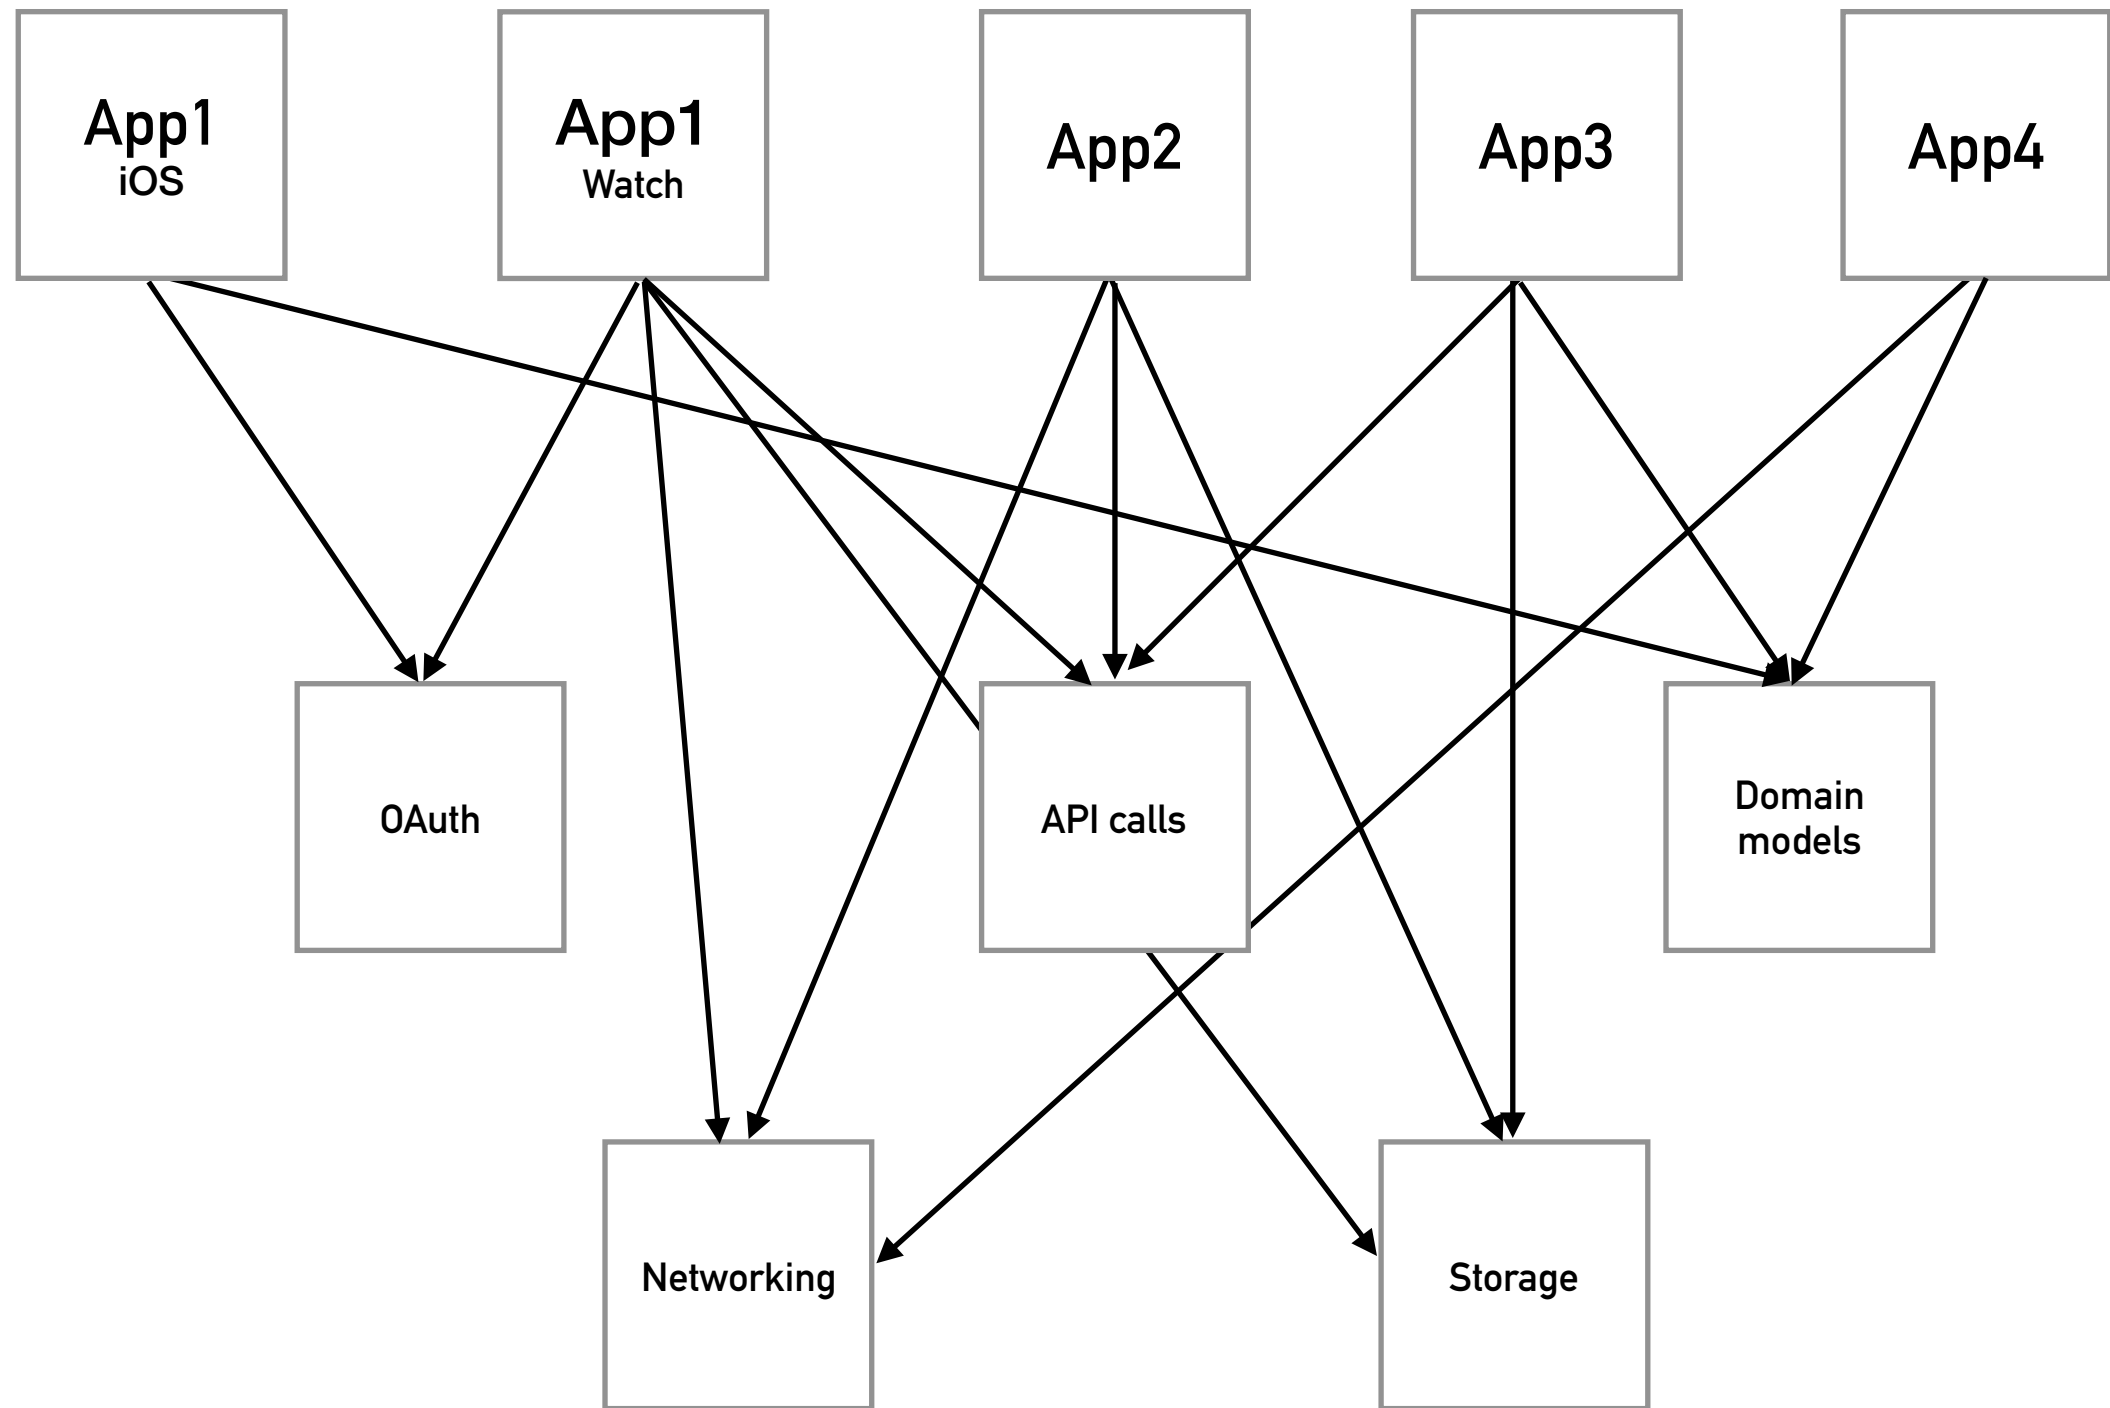 App1
iOS
App1
Watch
App2
App3
App4
OAuth
API calls
Domain
models
Networking
Storage